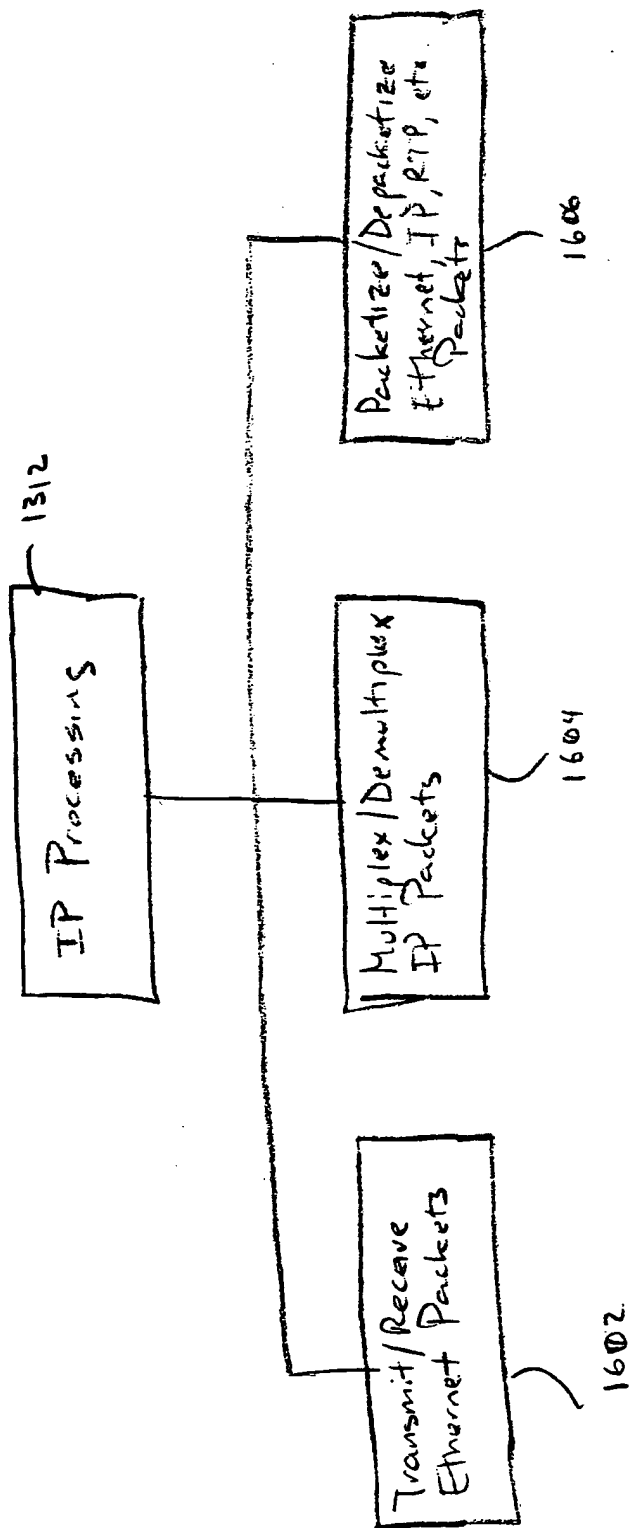 IP Processing
1312
Transmit/Receive
Ethernet Packets
1602
Multiplex/Demultiplex
IP Packets
1604
Packetize/Depacketize
Ethernet, IP, RTP, etc.
Packets
1606